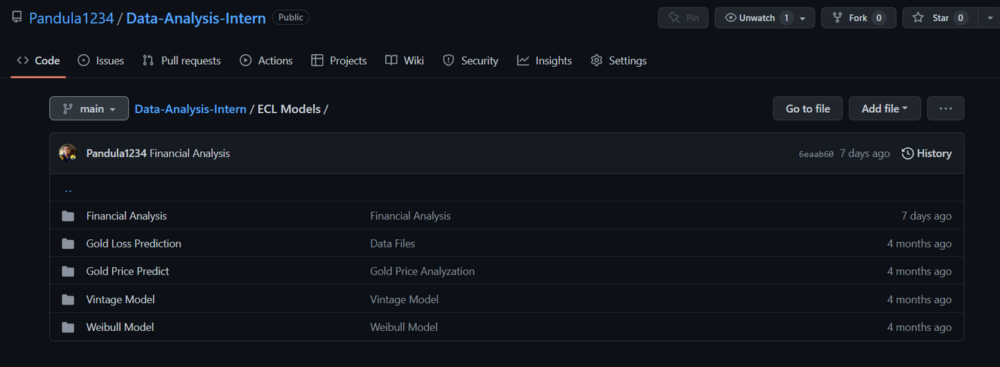 Pandula1234 / Data-Analysis-Intern Public Pin Unwatch 1 Fork 0 Star 0
Code Issues Pull requests Actions Projects Wiki Security Insights Settings
main Data-Analysis-Intern / ECL Models / Go to file Add file ...
Pandula1234 Financial Analysis 6eaab60 7 days ago History
..
Financial Analysis Financial Analysis 7 days ago
Gold Loss Prediction Data Files 4 months ago
Gold Price Predict Gold Price Analyzation 4 months ago
Vintage Model Vintage Model 4 months ago
Weibull Model Weibull Model 4 months ago